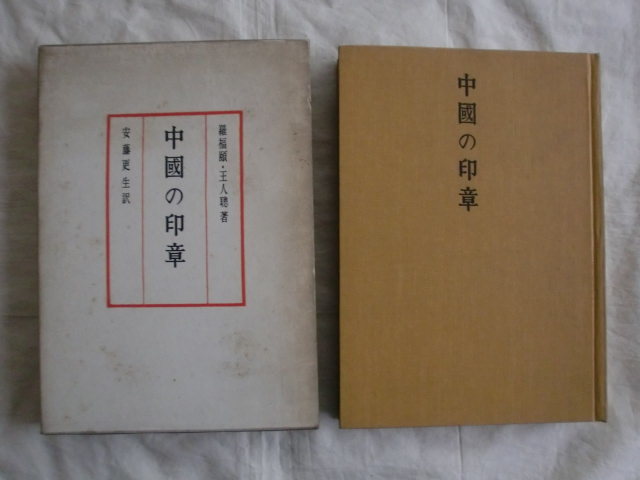 羅福頤・王人聰著
中國の印章
安藤更生訳
中國の印章